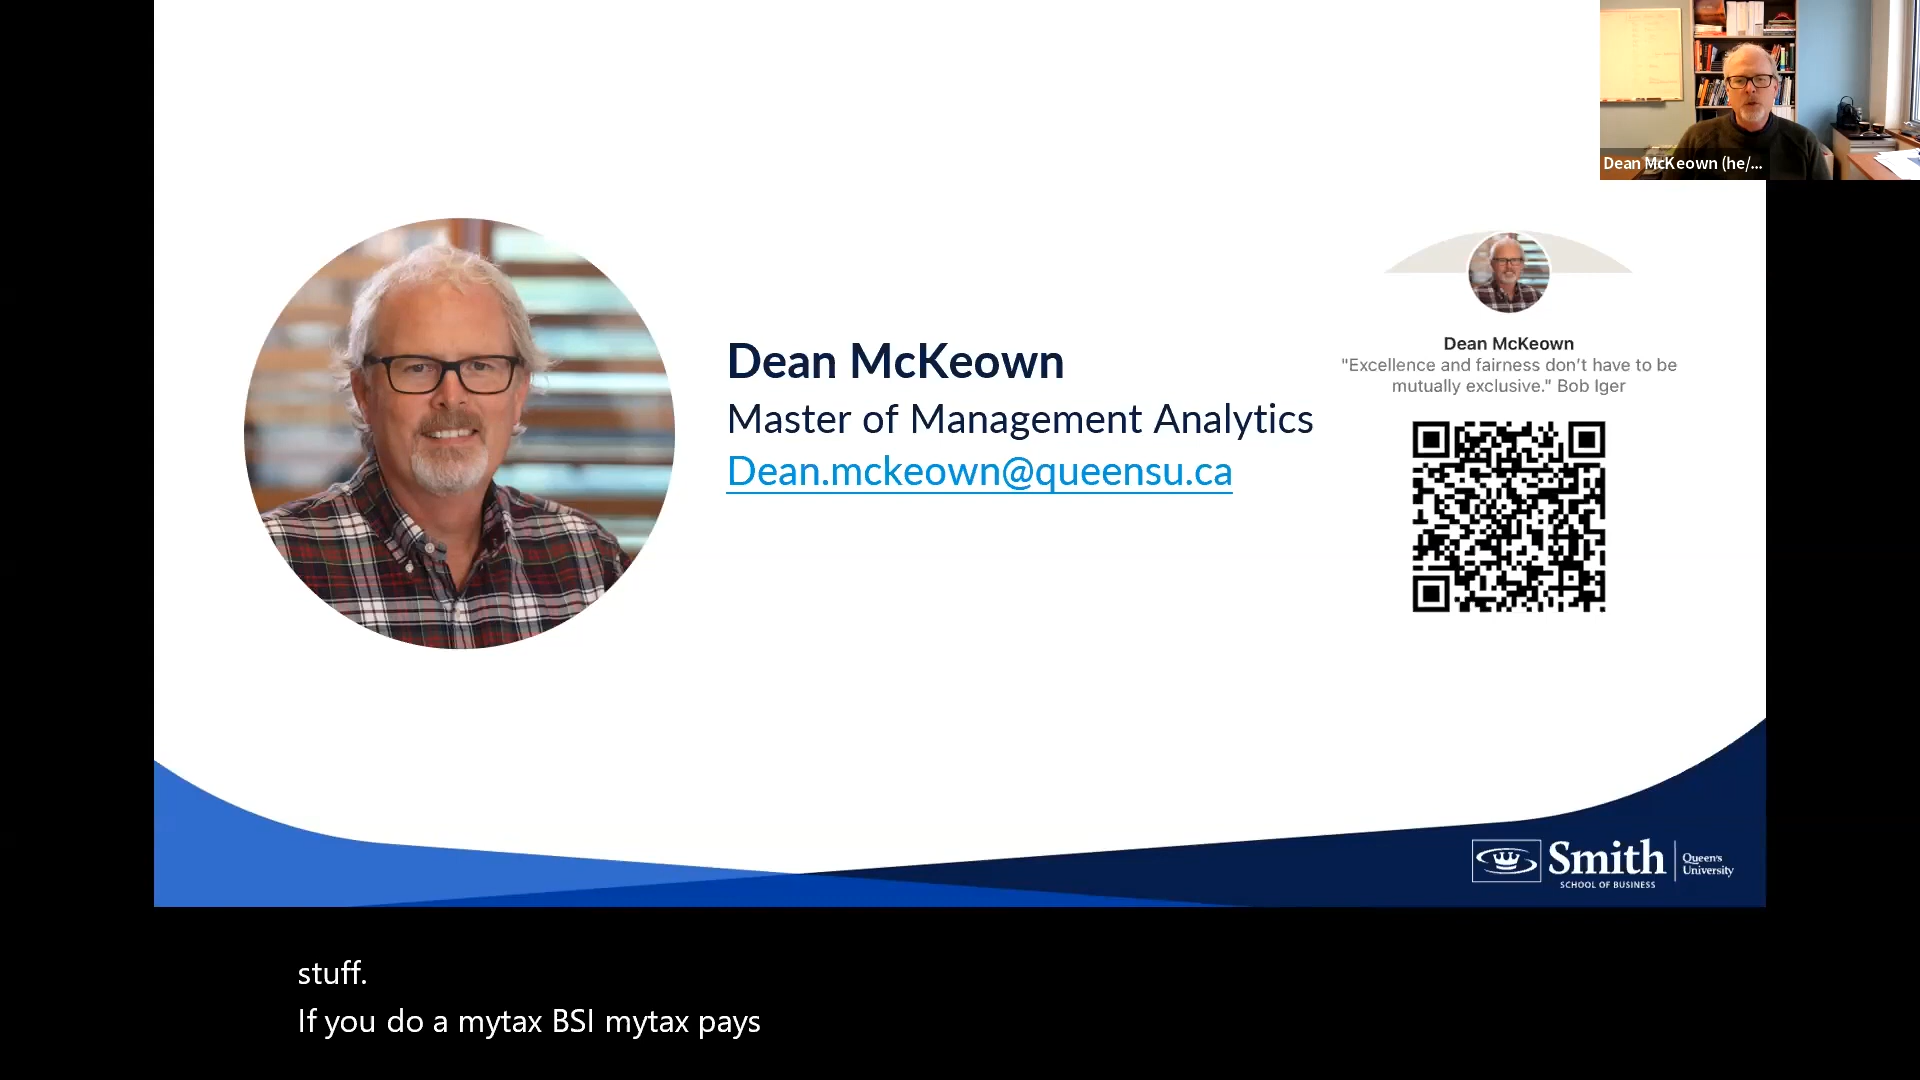 Dean McKeown (he/...
Dean McKeown
Master of Management Analytics
Dean.mckeown@queensu.ca
Dean McKeown
"Excellence and fairness don't have to be
mutually exclusive." Bob Iger
Smith
SCHOOL OF BUSINESS
Queen's
University
stuff.
If you do a mytax BSI mytax pays